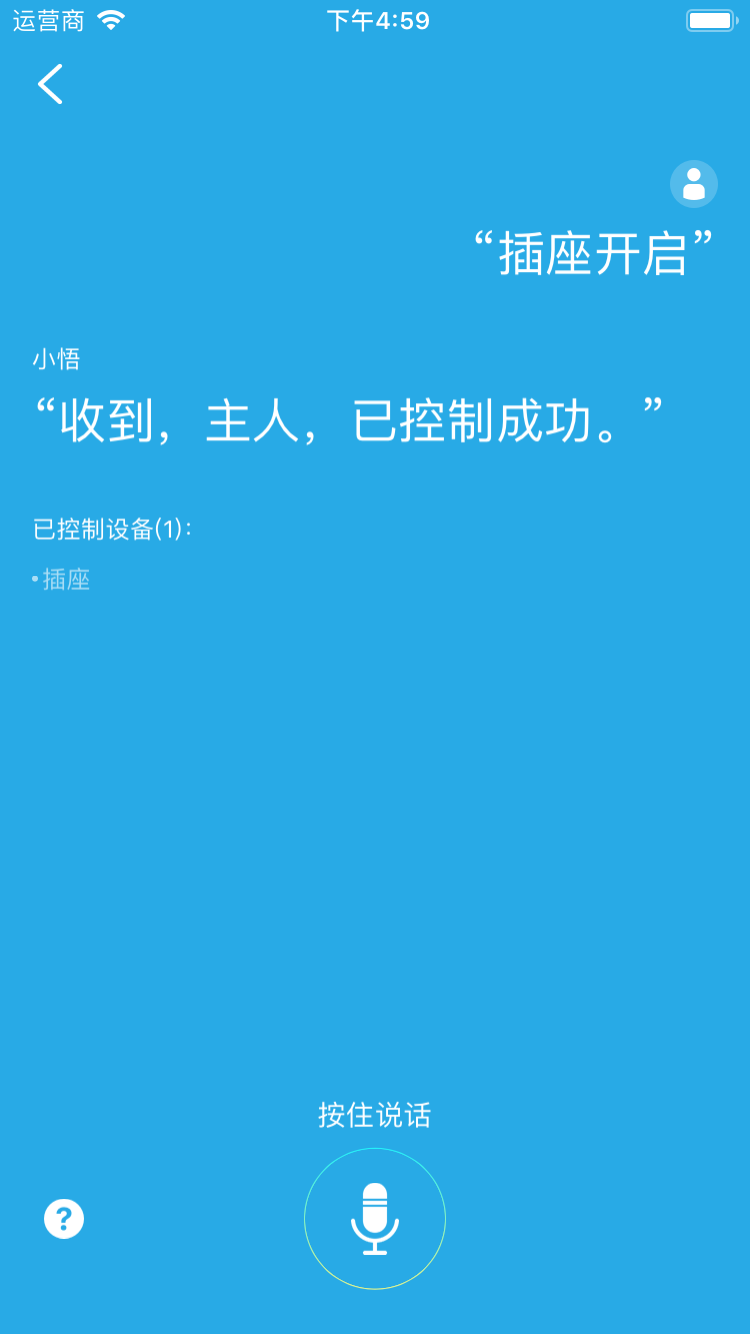 运营商
下午4:59
“插座开启”
小悟
“收到，主人，已控制成功。”
已控制设备(1)：
•插座
按住说话
?